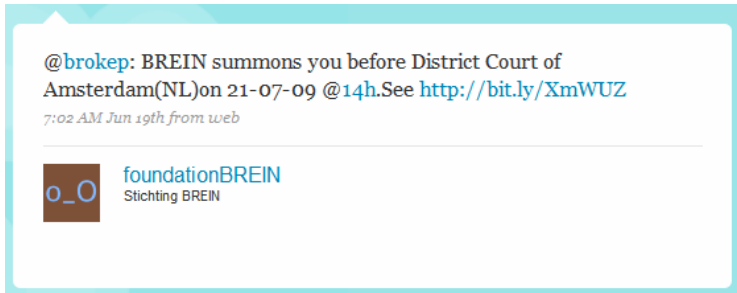 @brokep: BREIN summons you before District Court of
Amsterdam(NL)on 21-07-09 @14h.See http://bit.ly/XmWUZ
7:02 AM Jun 19th from web
o_O
foundationBREIN
Stichting BREIN